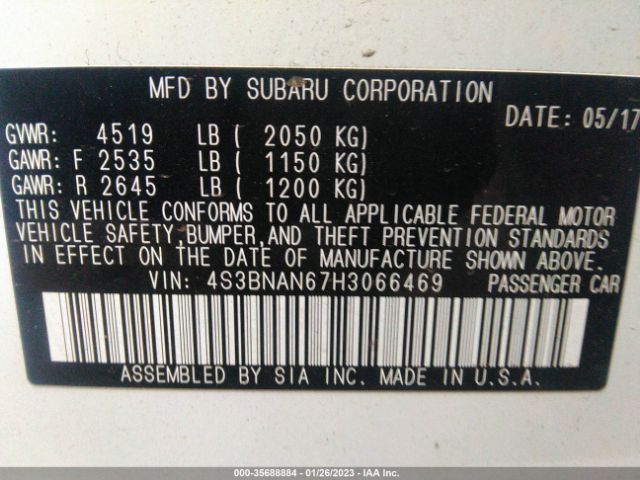 MFD BY SUBARU CORPORATION
DATE: 05/17
GVWR: 4519 LB ( 2050 KG)
GAWR: F 2535 LB ( 1150 KG)
GAWR: R 2645 LB ( 1200 KG)
THIS VEHICLE CONFORMS TO ALL APPLICABLE FEDERAL MOTOR
VEHICLE SAFETY,BUMPER,AND THEFT PREVENTION STANDARDS
IN EFFECT ON THE DATE OF MANUFACTURE SHOWN ABOVE.
VIN: 4S3BNAN67H3066469 PASSENGER CAR
ASSEMBLED BY SIA INC. MADE IN U.S.A.
000-35688884 | 01/26/2023 - IAA Inc.